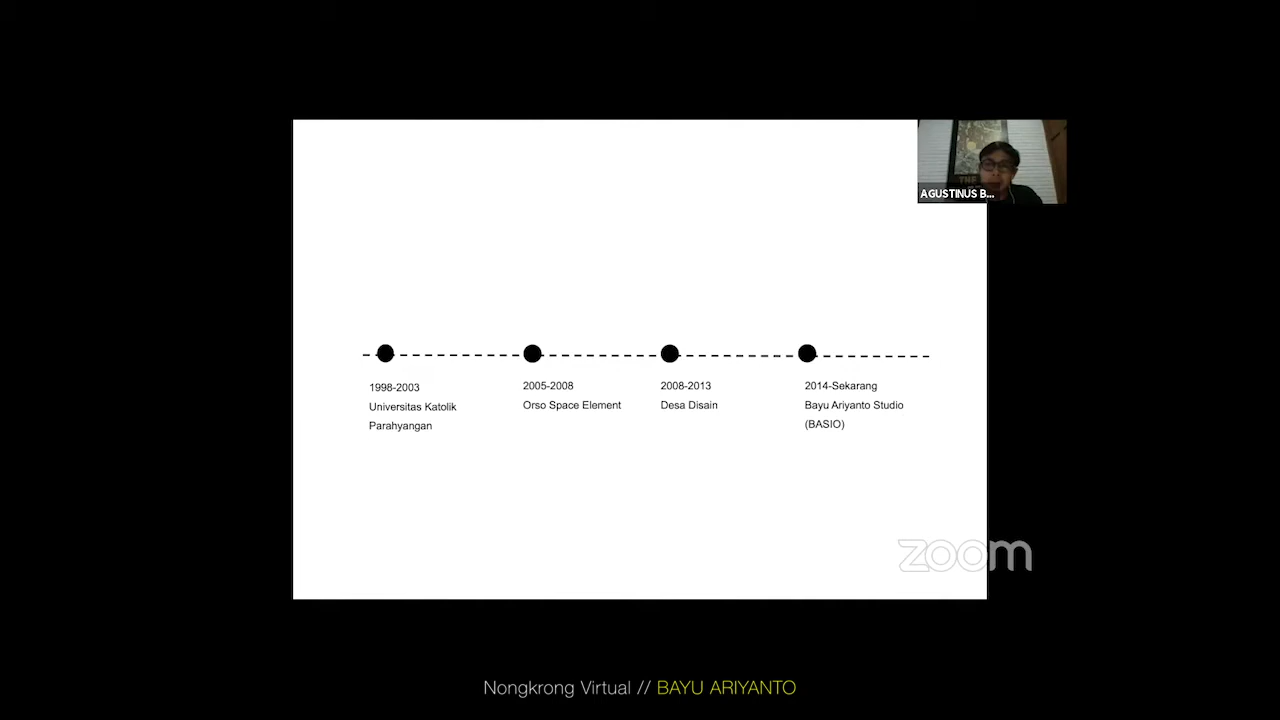 THE
AGUSTINUS B...
1998-2003
Universitas Katolik
Parahyangan
2005-2008
Orso Space Element
2008-2013
Desa Disain
2014-Sekarang
Bayu Ariyanto Studio
(BASIO)
zoom
Nongkrong Virtual // BAYU ARIYANTO